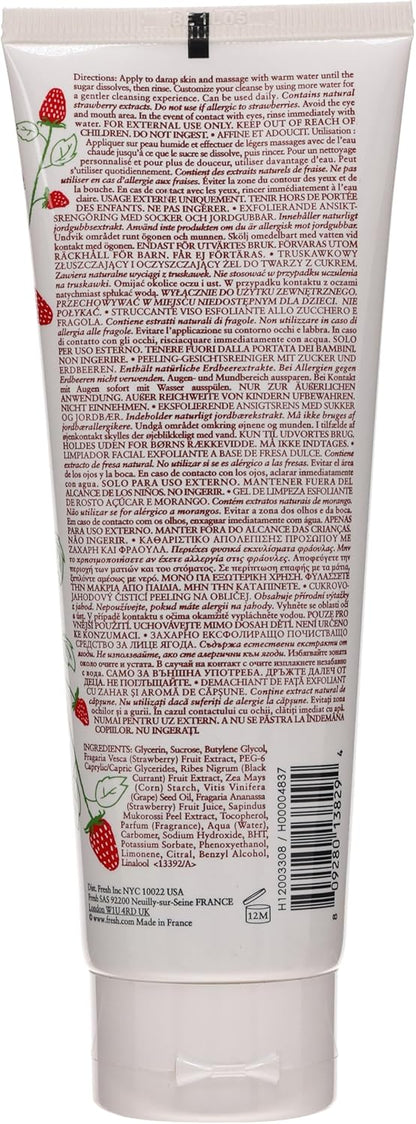 Directions: Apply to damp skin and massage with warm water until the
sugar dissolves, then rinse. Customize your cleanse by using more water for
a gentler cleansing experience. Can be used daily. Contains natural
strawberry extracts. Do not use if allergic to strawberries. Avoid the eye
and mouth area. In the event of contact with eyes, rinse immediately with
water. FOR EXTERNAL USE ONLY. KEEP OUT OF REACH OF
CHILDREN. DO NOT INGEST. • AFFINE ET ADOUCIT. Utilisation :
Appliquer sur peau humide et effectuer de légers massages avec de l'eau
chaude jusqu'à ce que le sucre se dissolve, puis rincer. Pour un nettoyage
personnalisé et pour plus de douceur, utiliser davantage d'eau. Peut
s'utiliser quotidiennement. Contient des extraits naturels de fraise. Ne pas
utiliser en cas d'allergie aux fraises. Éviter la zone du contour des yeux et de
la bouche. En cas de contact avec les yeux, rincer immédiatement à l'eau
claire. USAGE EXTERNE UNIQUEMENT. TENIR HORS DE PORTÉE
DES ENFANTS. NE PAS INGÉRER. • EXFOLIERANDE ANSIKT-
SRENGÖRING MED SOCKER OCH JORDGUBBAR. Innehåller naturligt
jordgubbsextrakt. Använd inte produkten om du är allergisk mot jordgubbar.
Undvik området runt ögonen och munnen. Skölj omedelbart med vatten vid
kontakt med ögonen. ENDAST FÖR UTVÄRTES BRUK. FÖRVARAS UTOM
RÄCKHÅLL FÖR BARN. FÅR EJ FÖRTÄRAS. • TRUSKAWKOWY
ZŁUSZCZAJĄCY I OCZYSZCZAJĄCY ŻEL DO TWARZY Z CUKREM.
Zawiera naturalne wyciągi z truskawek. Nie stosować w przypadku uczulenia
na truskawki. Omijać okolice oczu i ust. W przypadku kontaktu z oczami
natychmiast spłukać wodą. WYŁĄCZNIE DO UŻYTKU ZEWNĘTRZNEGO.
PRZECHOWYWAĆ W MIEJSCU NIEDOSTĘPNYM DLA DZIECI. NIE
POŁYKAĆ. • STRUCCANTE VISO ESFOLIANTE ALLO ZUCCHERO E
FRAGOLA. Contiene estratti naturali di fragole. Non utilizzare in caso di
allergia alle fragole. Evitare l'applicazione su contorno occhi e labbra. In caso
di contatto con gli occhi, risciacquare immediatamente con acqua. SOLO
PER USO ESTERNO. TENERE FUORI DALLA PORTATA DEI BAMBINI.
NON INGERIRE. • PEELING-GESICHTSREINIGER MIT ZUCKER UND
ERDBEEREN. Enthält natürliche Erdbeerextrakte. Bei Allergien gegen
Erdbeeren nicht verwenden. Augen- und Mundbereich aussparen. Bei Kontakt
mit Augen sofort mit Wasser ausspülen. NUR ZUR ÄUßERLICHEN
ANWENDUNG. AUßER REICHWEITE VON KINDERN AUFBEWAHREN.
NICHT EINNEHMEN. • EKSFOLIERENDE ANSIGTSRENS MED SUKKER
OG JORDBÆR. Indeholder naturligt jordbærekstrakt. Må ikke bruges af
jordbærallergikere. Undgå området omkring øjnene og munden. I tilfælde af
øjenkontakt skylles der øjeblikkeligt med vand. KUN TIL UDVORTES BRUG.
HOLDES UDEN FOR BØRNS RÆKKEVIDDE. MÅ IKKE INDTAGES. •
LIMPIADOR FACIAL EXFOLIANTE A BASE DE FRESA DULCE. Contiene
extracto de fresa natural. No utilizar si se es alérgico a las fresas. Evitar el área
de los ojos y la boca. En caso de contacto con los ojos, aclarar inmediatamente
con agua. SOLO PARA USO EXTERNO. MANTENER FUERA DEL
ALCANCE DE LOS NIÑOS. NO INGERIR. • GEL DE LIMPEZA ESFOLIANTE
DE ROSTO AÇÚCAR E MORANGO. Contém extratos naturais de morango.
Não utilizar se for alérgico a morangos. Evitar a zona dos olhos e da boca.
Em caso de contacto com os olhos, enxaguar imediatamente com água. APENAS
PARA USO EXTERNO. MANTER FORA DO ALCANCE DAS CRIANÇAS.
NÃO INGERIR. • ΚΑΘΑΡΙΣΤΙΚΟ ΑΠΟΛΕΠΙΣΗΣ ΠΡΟΣΩΠΟΥ ΜΕ
ΖΑΧΑΡΗ ΚΑΙ ΦΡΑΟΥΛΑ. Περιέχει φυσικά εκχυλίσματα φράουλας. Μην
το χρησιμοποιήσετε αν έχετε αλλεργία στις φράουλες. Αποφεύγετε την
περιοχή των ματιών και του στόματος. Σε περίπτωση επαφής με τα μάτια,
ξεπλύνετε αμέσως με νερό. ΜΟΝΟ ΓΙΑ ΕΞΩΤΕΡΙΚΗ ΧΡΗΣΗ. ΦΥΛΑΣΣΕΤΕ
ΤΗΝ ΜΑΚΡΙΑ ΑΠΟ ΠΑΙΔΙΑ. ΜΗΝ ΤΗΝ ΚΑΤΑΠΙΝΕΤΕ. • CUKROVO-
JAHODOVÝ ČISTICÍ PEELING NA OBLIČEJ. Obsahuje přírodní výtažky
z jahod. Nepoužívejte, pokud máte alergii na jahody. Vyhněte se oblasti očí
a úst. V případě kontaktu s očima okamžitě vypláchněte vodou. POUZE PRO
VNĚJŠÍ POUŽITÍ. UCHOVÁVEJTE MIMO DOSAH DĚTÍ. NENÍ URČENO
KE KONZUMACI. • ЗАХАРНО ЕКСФОЛИРАЩО ПОЧИСТВАЩО
СРЕДСТВО ЗА ЛИЦЕ ЯГОДА. Съдържа естествени екстракти от
ягода. Не използвайте, ако сте алергични към ягоди. Избягвайте зоната
около очите и устата. В случай на контакт с очите изплакнете незабавно
с вода. САМО ЗА ВЪНШНА УПОТРЕБА. ДРЪЖТЕ ДАЛЕЧ ОТ
ДЕЦА. НЕ ПОГЛЪЩАЙТЕ. • DEMACHIANT DE FAȚĂ EXFOLIANT
CU ZAHAR ȘI AROMĂ DE CĂPȘUNE. Conține extract natural de
căpșune. Nu utilizați dacă suferiți de alergie la căpșuni. Evitați zona
ochilor și a gurii. În cazul contactului cu ochii, clătiți imediat cu apă.
NUMAI PENTRU UZ EXTERN. A NU SE PĂSTRA LA ÎNDEMÂNA
COPIILOR. NU INGERAȚI.
INGREDIENTS: Glycerin, Sucrose, Butylene Glycol,
Fragaria Vesca (Strawberry) Fruit Extract, PEG-6
Caprylic/Capric Glycerides, Ribes Nigrum (Black
Currant) Fruit Extract, Zea Mays
(Corn) Starch, Vitis Vinifera
(Grape) Seed Oil, Fragaria Ananassa
(Strawberry) Fruit Juice, Sapindus
Mukorossi Peel Extract, Tocopherol,
Parfum (Fragrance), Aqua (Water),
Carbomer, Sodium Hydroxide, BHT,
Potassium Sorbate, Phenoxyethanol,
Limonene, Citral, Benzyl Alcohol,
Linalool <13392/A>
Dist. Fresh Inc NYC 10022 USA
Fresh SAS 92200 Neuilly-sur-Seine FRANCE
London W1U 4RD UK
© www.fresh.com Made in France
12M
H12003308 / H00004837
8 09280 13829 4
fresh